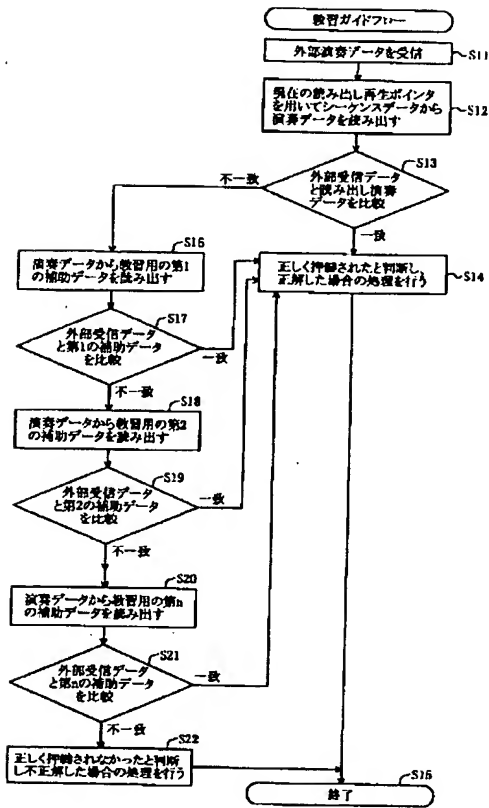 教習ガイドフロー
外部演奏データを受信
S11
現在の読み出し再生ポインタ
を用いてシーケンスデータから
演奏データを読み出す
S12
S13
外部受信データ
と読み出し演奏
データを比較
不一致
一致
正しく押鍵されたと判断し、
正解した場合の処理を行う
S14
S16
演奏データから教習用の第1
の補助データを読み出す
S17
外部受信データ
と第1の補助データ
を比較
一致
不一致
S18
演奏データから教習用の第2
の補助データを読み出す
S19
外部受信データ
と第2の補助データ
を比較
一致
不一致
S20
演奏データから教習用の第n
の補助データを読み出す
S21
外部受信データ
と第nの補助データ
を比較
一致
不一致
S22
正しく押鍵されなかったと判断
し不正解した場合の処理を行う
S15
終了